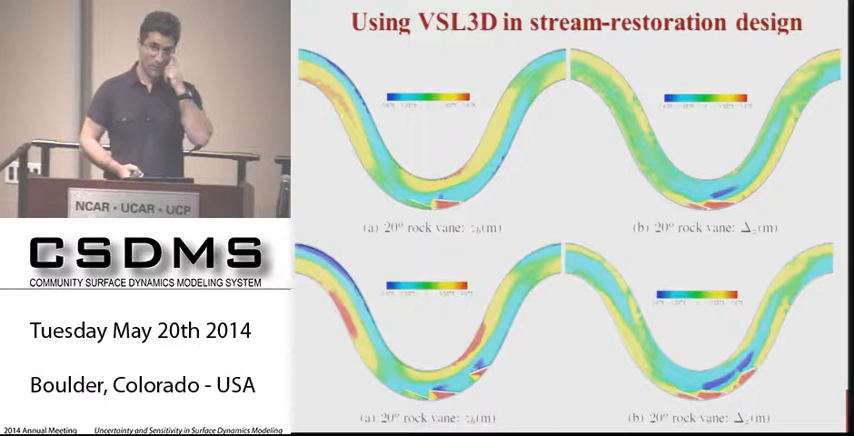 Using VSL3D in stream-restoration design
NCAR • UCAR • UCP
CSDMS
COMMUNITY SURFACE DYNAMICS MODELING SYSTEM
Tuesday May 20th 2014
Boulder, Colorado - USA
2014 Annual Meeting Uncertainty and Sensitivity in Surface Dynamics Modeling
(a) 20° rock vane: z_b(m)
(b) 20° rock vane: Δ_z(m)
(a) 20° rock vane: z_b(m)
(b) 20° rock vane: Δ_z(m)